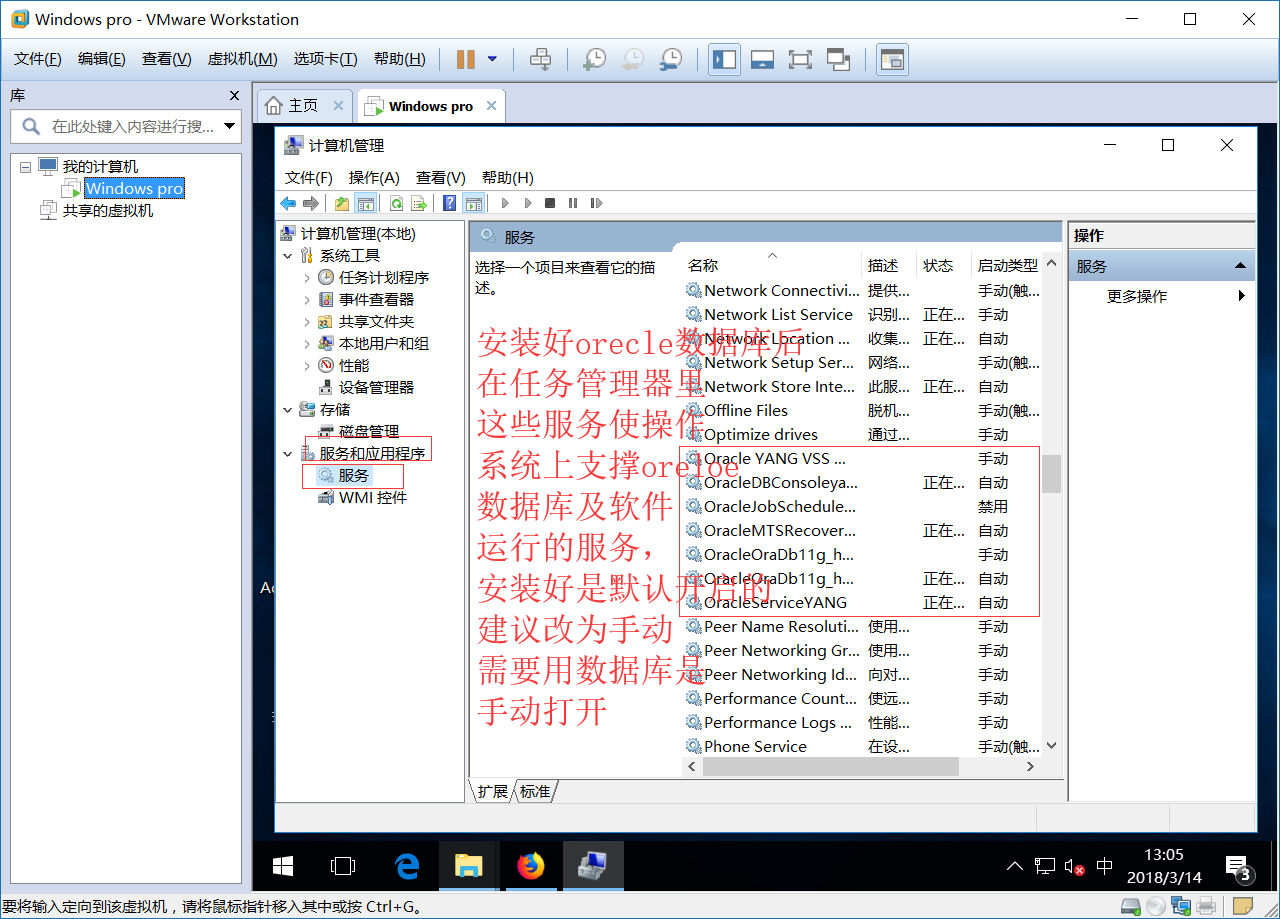 Windows pro - VMware Workstation
文件(F) 编辑(E) 查看(V) 虚拟机(M) 选项卡(T) 帮助(H)
库
在此处键入内容进行搜...
我的计算机
Windows pro
共享的虚拟机
主页
Windows pro
计算机管理
文件(F) 操作(A) 查看(V) 帮助(H)
计算机管理(本地)
系统工具
任务计划程序
事件查看器
共享文件夹
本地用户和组
性能
设备管理器
存储
磁盘管理
服务和应用程序
服务
WMI 控件
服务
选择一个项目来查看它的描
述。
安装好orecle数据库后
在任务管理器里
这些服务使操作
系统上支撑oreloe
数据库及软件
运行的服务，
安装好是默认开启的
建议改为手动
需要用数据库是
手动打开
名称 描述 状态 启动类型
Network Connectivi... 提供... 手动(触...
Network List Service 识别... 正在... 手动
Network Location ... 收集... 正在... 自动
Network Setup Ser... 网络... 手动(触...
Network Store Inte... 此服... 正在... 自动
Offline Files 脱机... 手动(触...
Optimize drives 通过... 手动
Oracle YANG VSS ... 手动
OracleDBConsoleya... 正在... 自动
OracleJobSchedule... 禁用
OracleMTSRecover... 正在... 自动
OracleOraDb11g_h... 手动
OracleOraDb11g_h... 正在... 自动
OracleServiceYANG 正在... 自动
Peer Name Resoluti... 使用... 手动
Peer Networking Gr... 使用... 手动
Peer Networking Id... 向对... 手动
Performance Count... 使远... 手动
Performance Logs ... 性能... 手动
Phone Service 在设... 手动(触...
扩展 标准
操作
服务
更多操作
Ac
中
13:05
2018/3/14
3
要将输入定向到该虚拟机，请将鼠标指针移入其中或按 Ctrl+G。